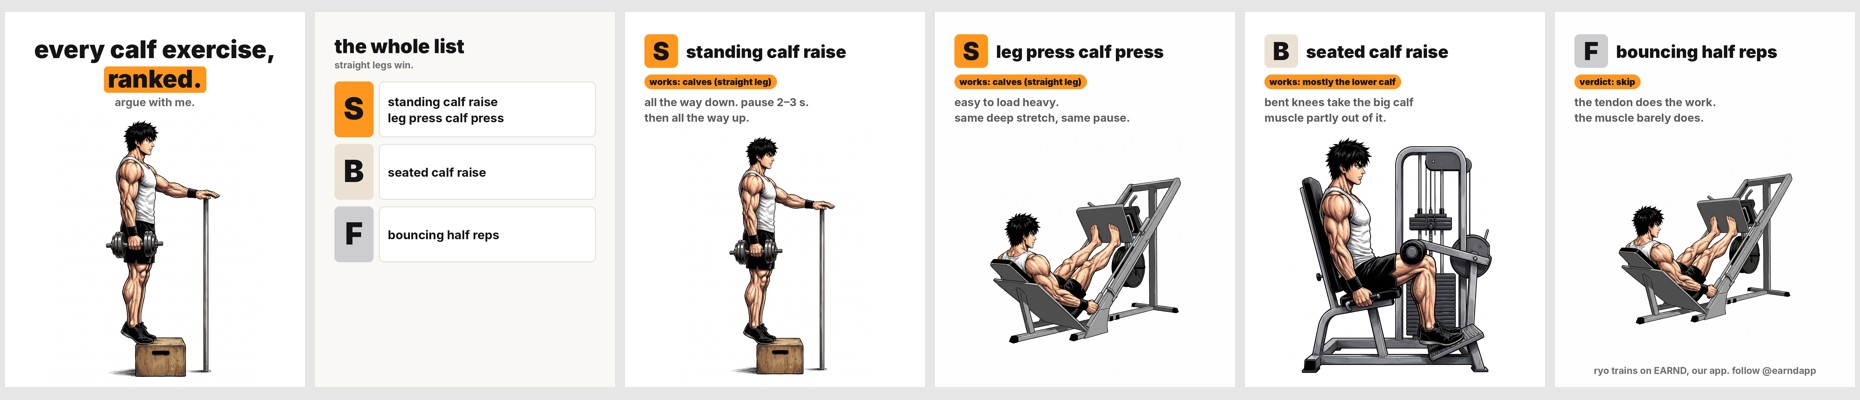 every calf exercise,
ranked.
argue with me.
the whole list
straight legs win.
S
standing calf raise
leg press calf press
B
seated calf raise
F
bouncing half reps
S standing calf raise
works: calves (straight leg)
all the way down. pause 2–3 s.
then all the way up.
S leg press calf press
works: calves (straight leg)
easy to load heavy.
same deep stretch, same pause.
B seated calf raise
works: mostly the lower calf
bent knees take the big calf
muscle partly out of it.
F bouncing half reps
verdict: skip
the tendon does the work.
the muscle barely does.
ryo trains on EARND, our app. follow @earndapp